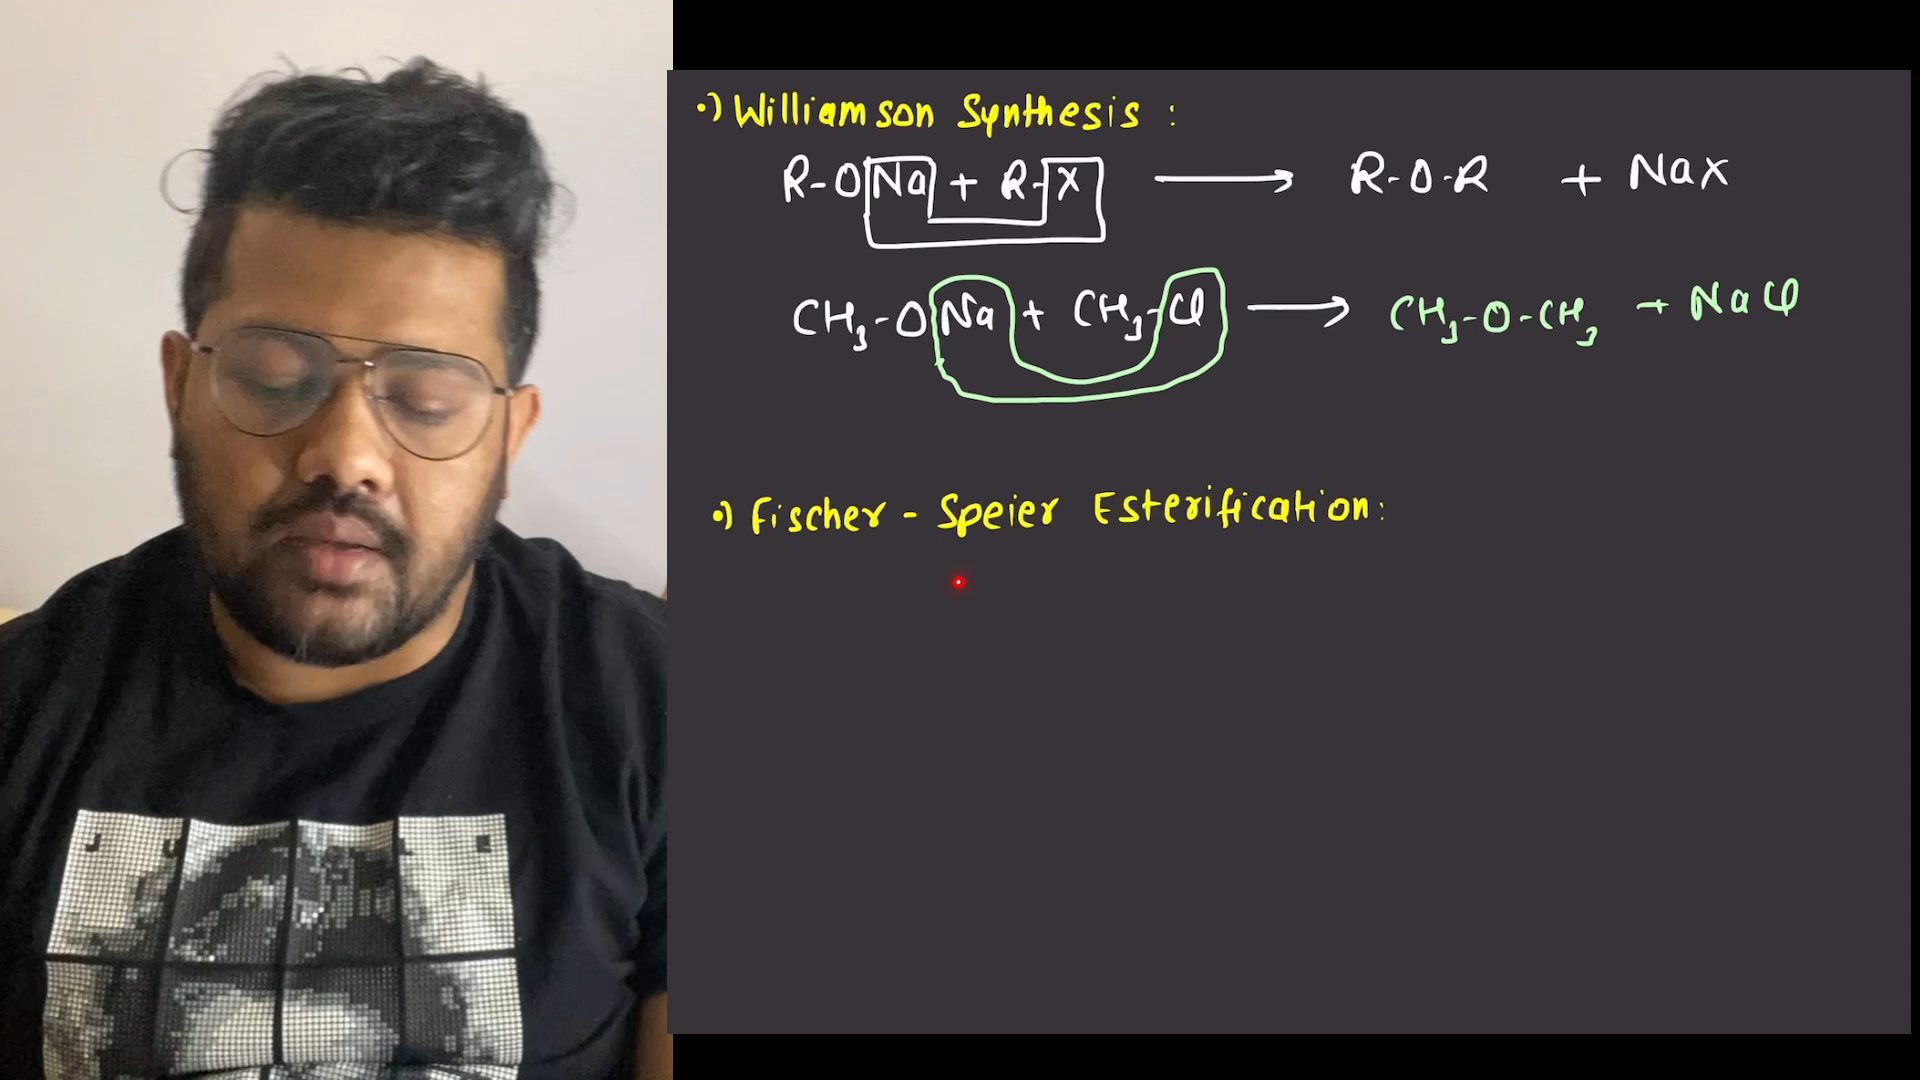 •) Williamson Synthesis :
R-ONa + R-X ⟶ R-O-R + NaX
CH₃-ONa + CH₃-Cl ⟶ CH₃-O-CH₃ + NaCl
•) Fischer - Speier Esterification: